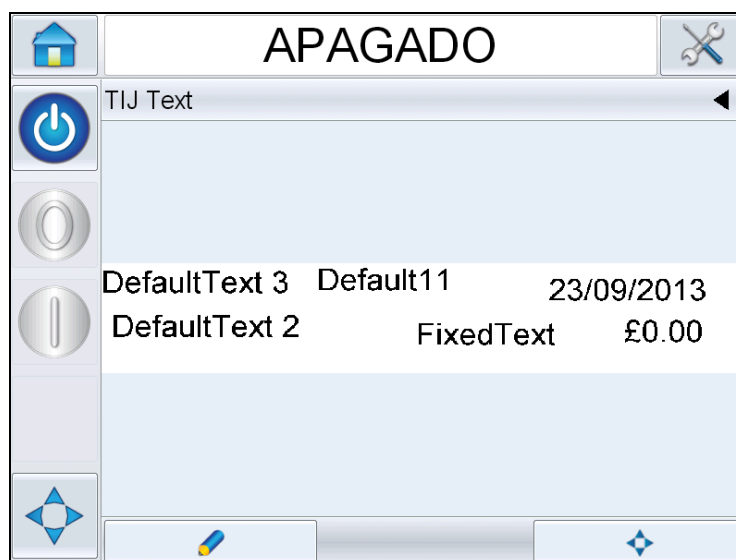 APAGADO
TIJ Text
DefaultText 3 Default11 23/09/2013
DefaultText 2 FixedText £0.00